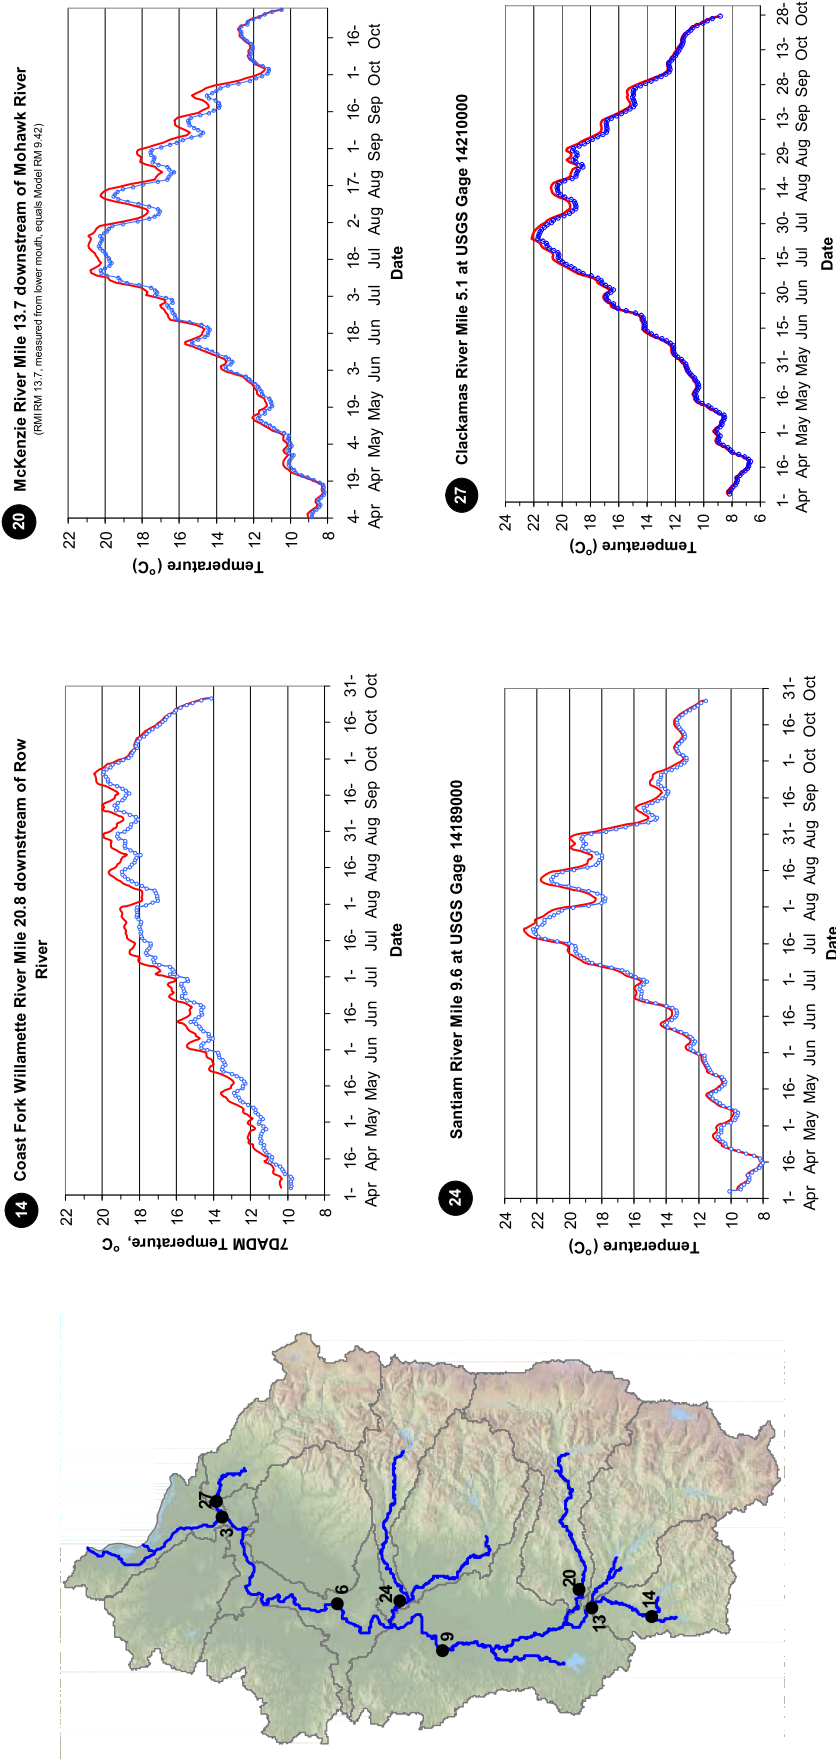 27
3
6
24
9
20
13
14
14 Coast Fork Willamette River Mile 20.8 downstream of Row
River
7DADM Temperature, °C
22
20
18
16
14
12
10
8
1- 16- 1- 16- 1- 16- 1- 16- 1- 16- 31- 16- 1- 16- 31-
Apr Apr May May Jun Jun Jul Jul Aug Aug Aug Sep Oct Oct Oct
Date
20 McKenzie River Mile 13.7 downstream of Mohawk River
(RMI RM 13.7, measured from lower mouth, equals Model RM 9.42)
Temperature (°C)
22
20
18
16
14
12
10
8
4- 19- 4- 19- 3- 18- 3- 18- 2- 17- 1- 16- 1- 16-
Apr Apr May May Jun Jun Jul Jul Aug Aug Sep Sep Oct Oct
Date
24 Santiam River Mile 9.6 at USGS Gage 14189000
Temperature (°C)
24
22
20
18
16
14
12
10
8
1- 16- 1- 16- 1- 16- 1- 16- 1- 16- 31- 16- 1- 16- 31-
Apr Apr May May Jun Jun Jul Jul Aug Aug Aug Sep Oct Oct Oct
Date
27 Clackamas River Mile 5.1 at USGS Gage 14210000
Temperature (°C)
24
22
20
18
16
14
12
10
8
6
1- 16- 1- 16- 31- 15- 30- 15- 30- 14- 29- 13- 28- 13- 28-
Apr Apr May May May Jun Jun Jul Jul Aug Aug Sep Sep Oct Oct
Date